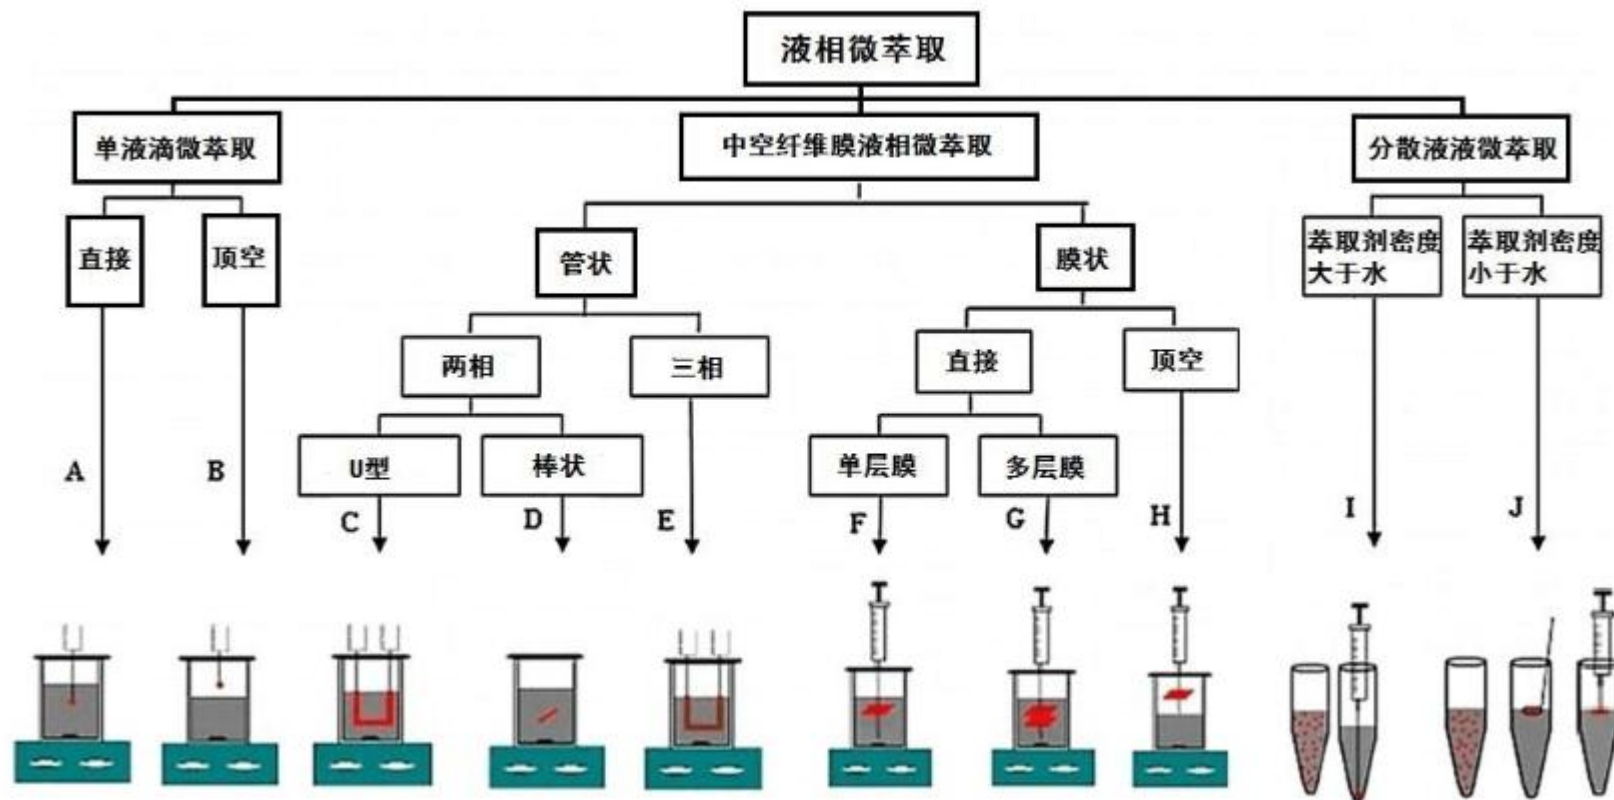 液相微萃取
单液滴微萃取
中空纤维膜液相微萃取
分散液液微萃取
直接
顶空
管状
膜状
萃取剂密度
大于水
萃取剂密度
小于水
两相
三相
直接
顶空
U型
棒状
单层膜
多层膜
A
B
C
D
E
F
G
H
I
J